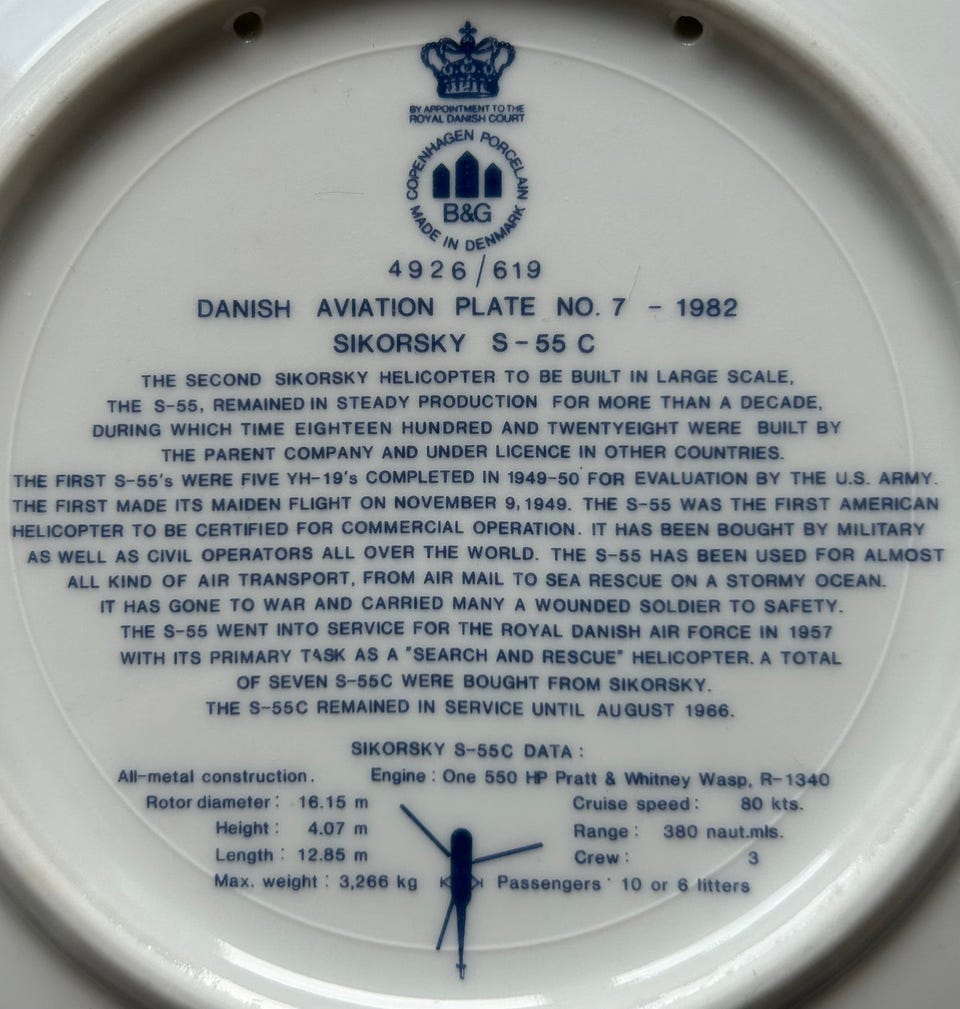 BY APPOINTMENT TO THE
ROYAL DANISH COURT
COPENHAGEN PORCELAIN
B&G
MADE IN DENMARK
4926/619
DANISH AVIATION PLATE NO. 7 - 1982
SIKORSKY S-55 C
THE SECOND SIKORSKY HELICOPTER TO BE BUILT IN LARGE SCALE,
THE S-55, REMAINED IN STEADY PRODUCTION FOR MORE THAN A DECADE,
DURING WHICH TIME EIGHTEEN HUNDRED AND TWENTYEIGHT WERE BUILT BY
THE PARENT COMPANY AND UNDER LICENCE IN OTHER COUNTRIES.
THE FIRST S-55's WERE FIVE YH-19's COMPLETED IN 1949-50 FOR EVALUATION BY THE U.S. ARMY.
THE FIRST MADE ITS MAIDEN FLIGHT ON NOVEMBER 9, 1949. THE S-55 WAS THE FIRST AMERICAN
HELICOPTER TO BE CERTIFIED FOR COMMERCIAL OPERATION. IT HAS BEEN BOUGHT BY MILITARY
AS WELL AS CIVIL OPERATORS ALL OVER THE WORLD. THE S-55 HAS BEEN USED FOR ALMOST
ALL KIND OF AIR TRANSPORT, FROM AIR MAIL TO SEA RESCUE ON A STORMY OCEAN.
IT HAS GONE TO WAR AND CARRIED MANY A WOUNDED SOLDIER TO SAFETY.
THE S-55 WENT INTO SERVICE FOR THE ROYAL DANISH AIR FORCE IN 1957
WITH ITS PRIMARY TASK AS A "SEARCH AND RESCUE" HELICOPTER. A TOTAL
OF SEVEN S-55C WERE BOUGHT FROM SIKORSKY.
THE S-55C REMAINED IN SERVICE UNTIL AUGUST 1966.
SIKORSKY S-55C DATA:
All-metal construction. Engine: One 550 HP Pratt & Whitney Wasp, R-1340
Rotor diameter: 16.15 m Cruise speed: 80 kts.
Height: 4.07 m Range: 380 naut.mls.
Length: 12.85 m Crew: 3
Max. weight: 3,266 kg Passengers: 10 or 6 litters